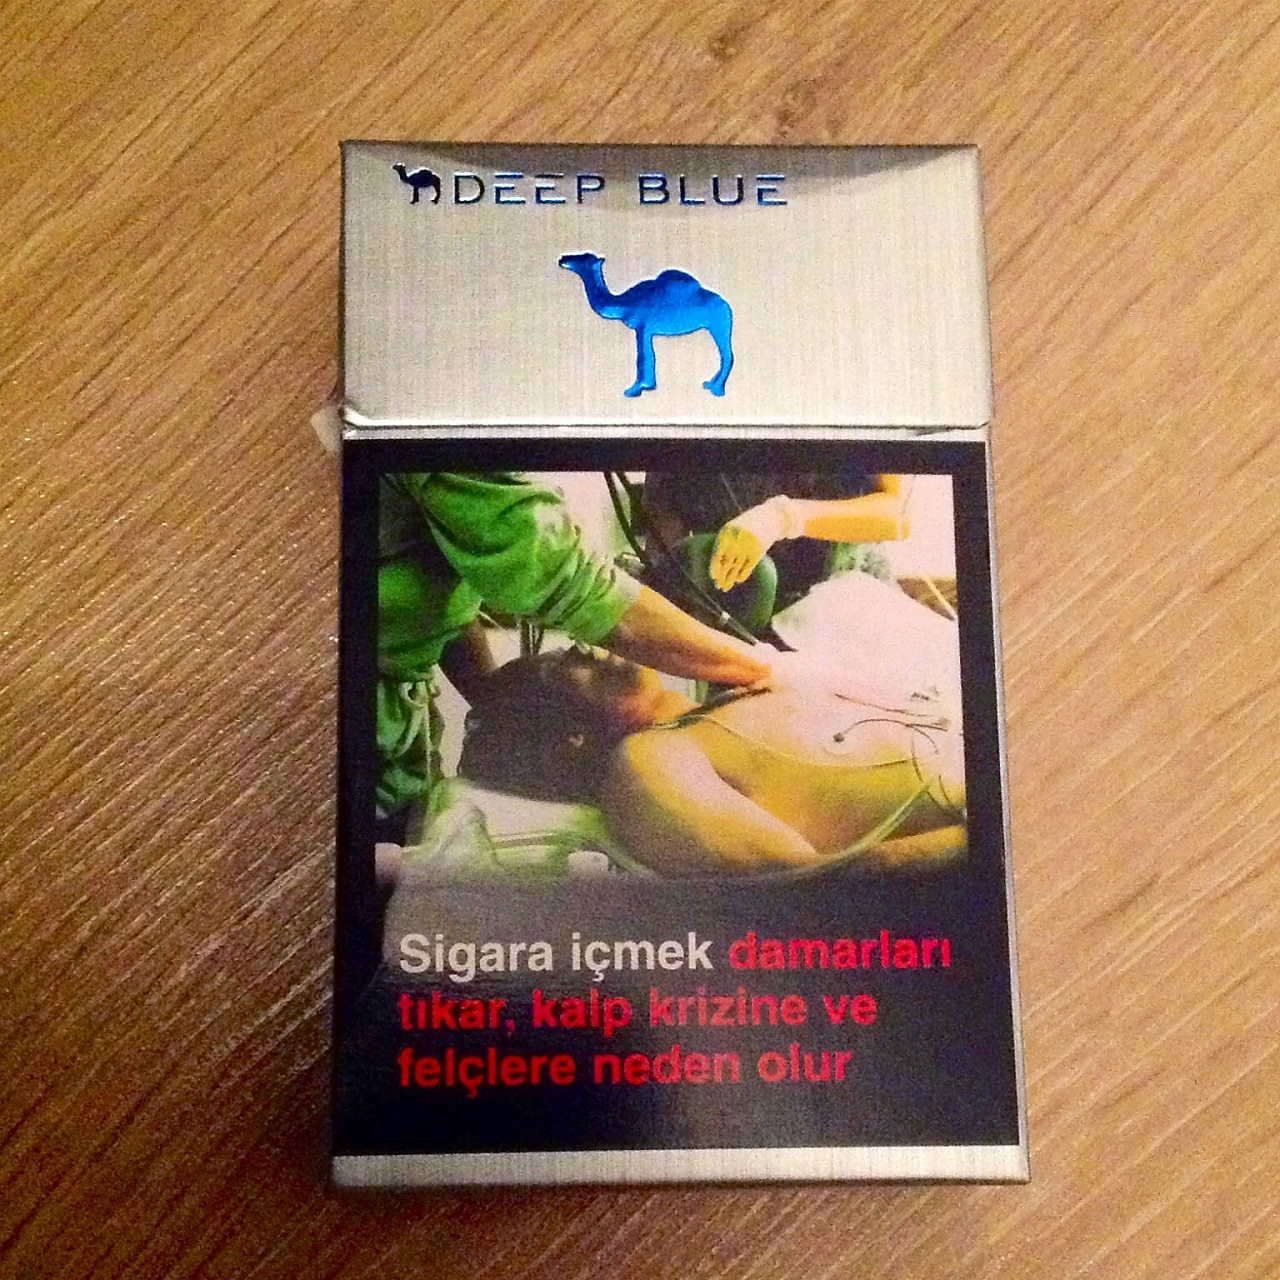 DEEP BLUE
Sigara içmek damarları
tıkar, kalp krizine ve
felçlere neden olur